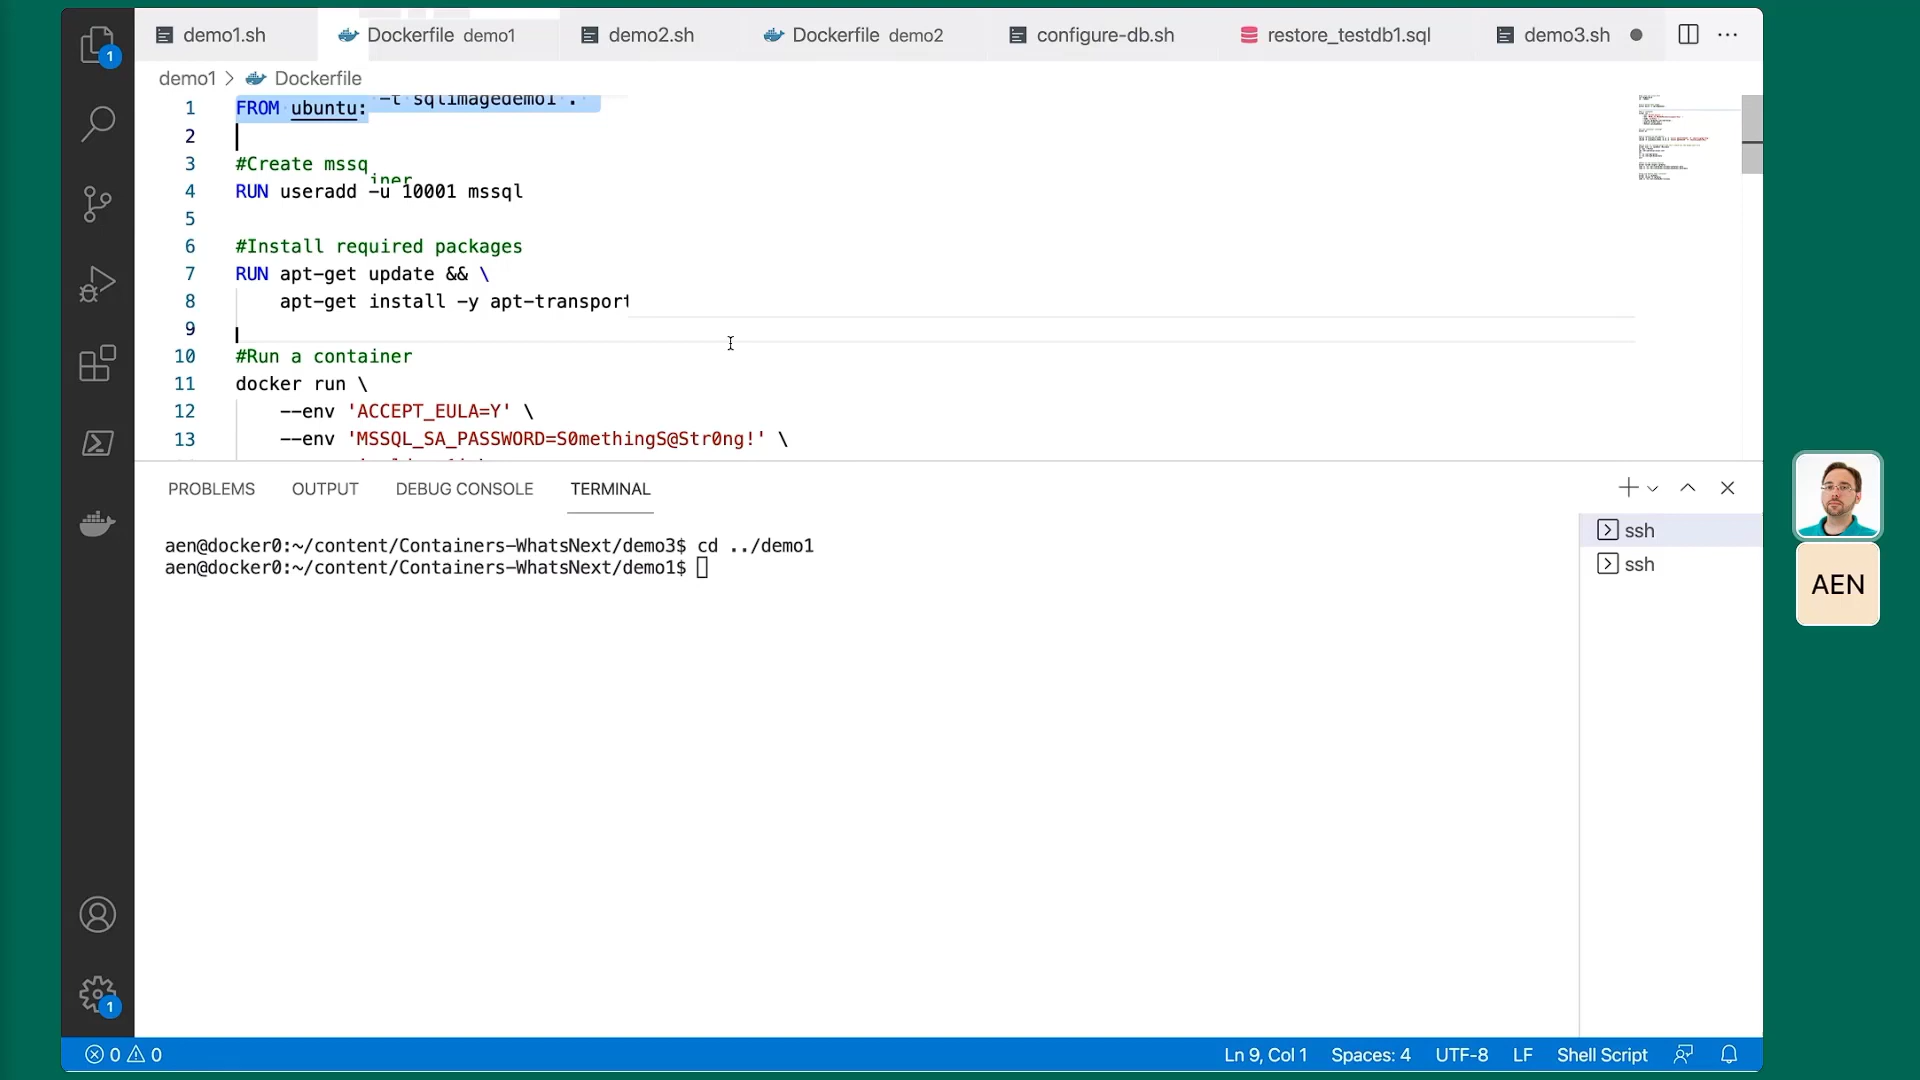 1
demo1.sh
Dockerfile demo1
demo2.sh
Dockerfile demo2
configure-db.sh
restore_testdb1.sql
demo3.sh
demo1 > Dockerfile
1 FROM ubuntu: -t sqlimagedemo1 .
2
3 #Create mssq
4 RUN useradd -u 10001 mssql
5
6 #Install required packages
7 RUN apt-get update && \
8 apt-get install -y apt-transport
9
10 #Run a container
11 docker run \
12 --env 'ACCEPT_EULA=Y' \
13 --env 'MSSQL_SA_PASSWORD=S0methingS@Str0ng!' \
PROBLEMS
OUTPUT
DEBUG CONSOLE
TERMINAL
aen@docker0:~/content/Containers-WhatsNext/demo3$ cd ../demo1
aen@docker0:~/content/Containers-WhatsNext/demo1$
ssh
ssh
AEN
1
0 0
Ln 9, Col 1
Spaces: 4
UTF-8
LF
Shell Script